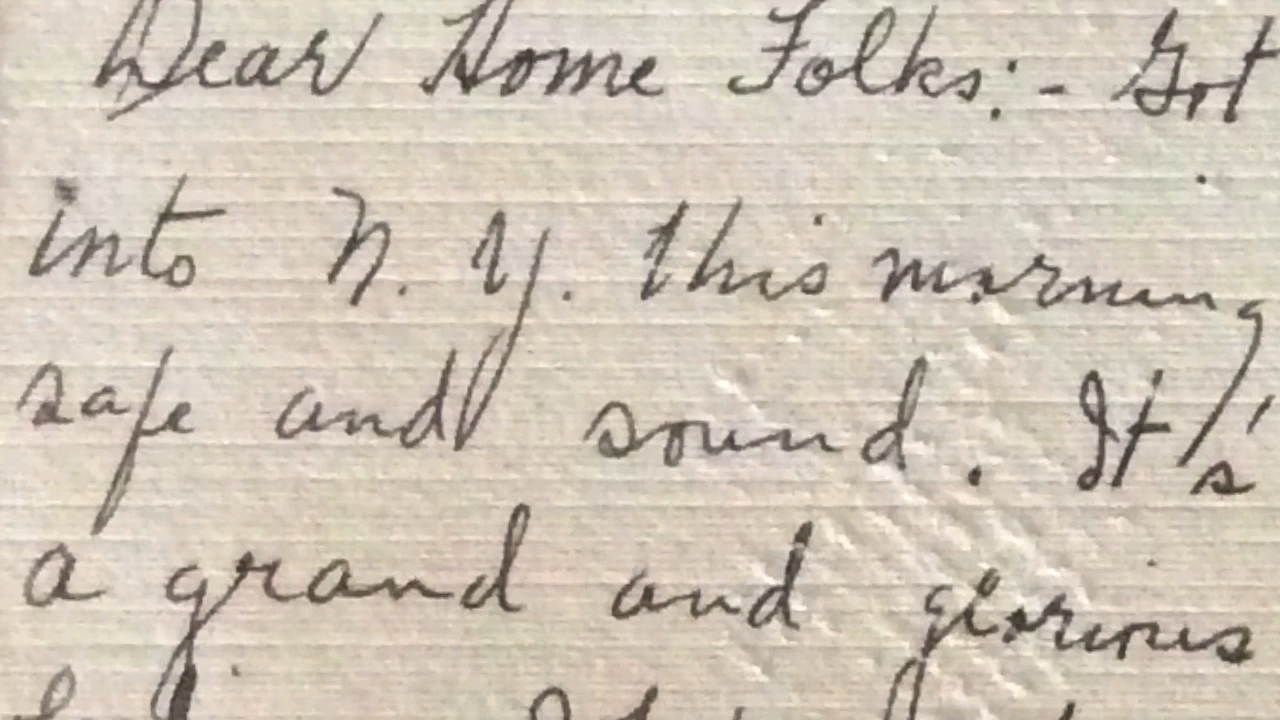 Dear Home Folks:- Got
into N. Y. this morning
safe and sound. It's
a grand and glorious